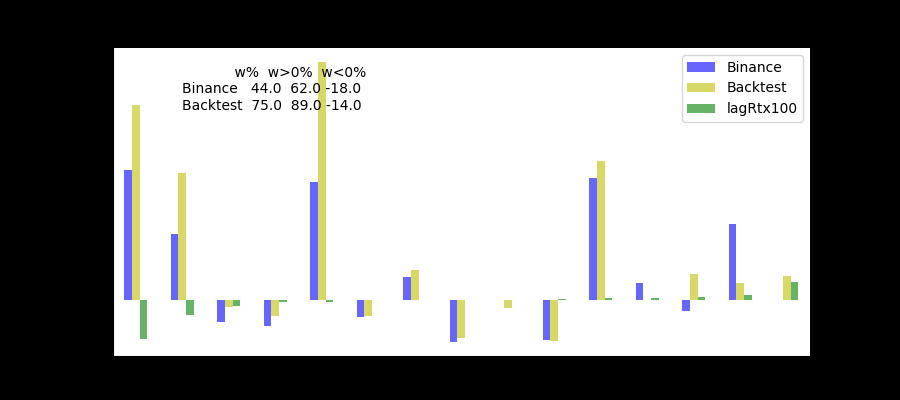 w% w>0% w<0%
Binance 44.0 62.0 -18.0
Backtest 75.0 89.0 -14.0
Binance
Backtest
lagRtx100